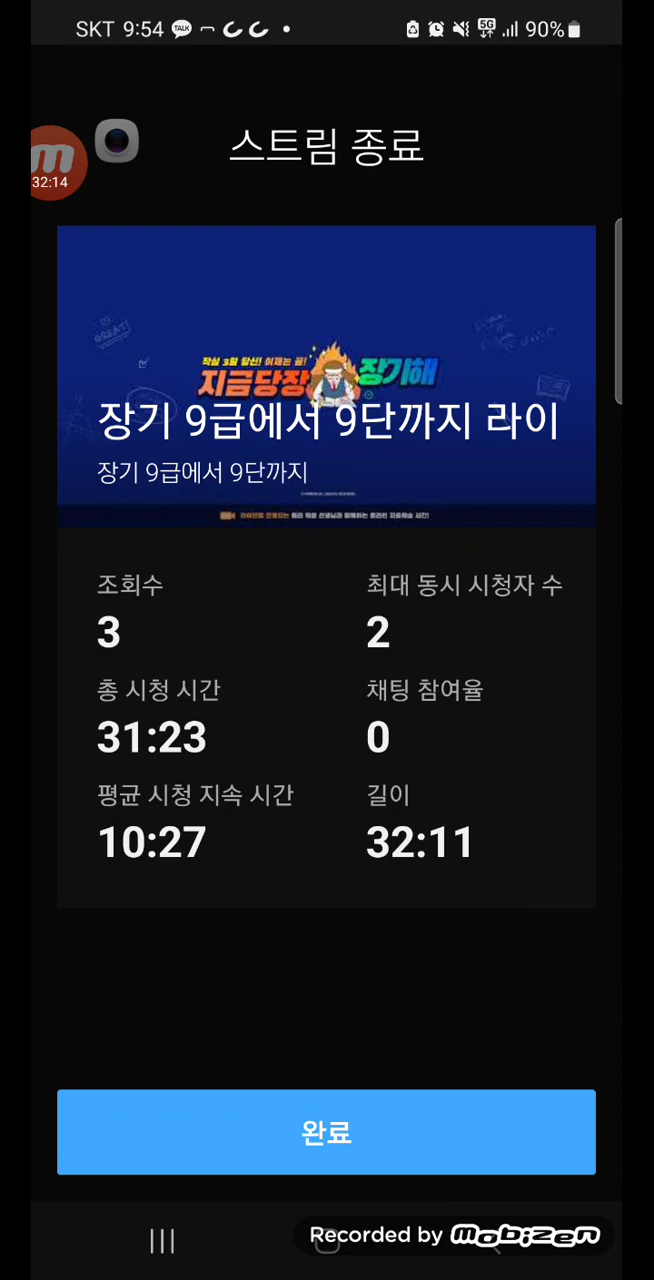 SKT 9:54 TALK 5G 90%
32:14
스트림 종료
GREAT!
작심 3일 당신! 이제는 끝!
지금당장 장기해
장기 9급에서 9단까지 라이
장기 9급에서 9단까지
조회수 최대 동시 시청자 수
3 2
총 시청 시간 채팅 참여율
31:23 0
평균 시청 지속 시간 길이
10:27 32:11
완료
Recorded by mobizen